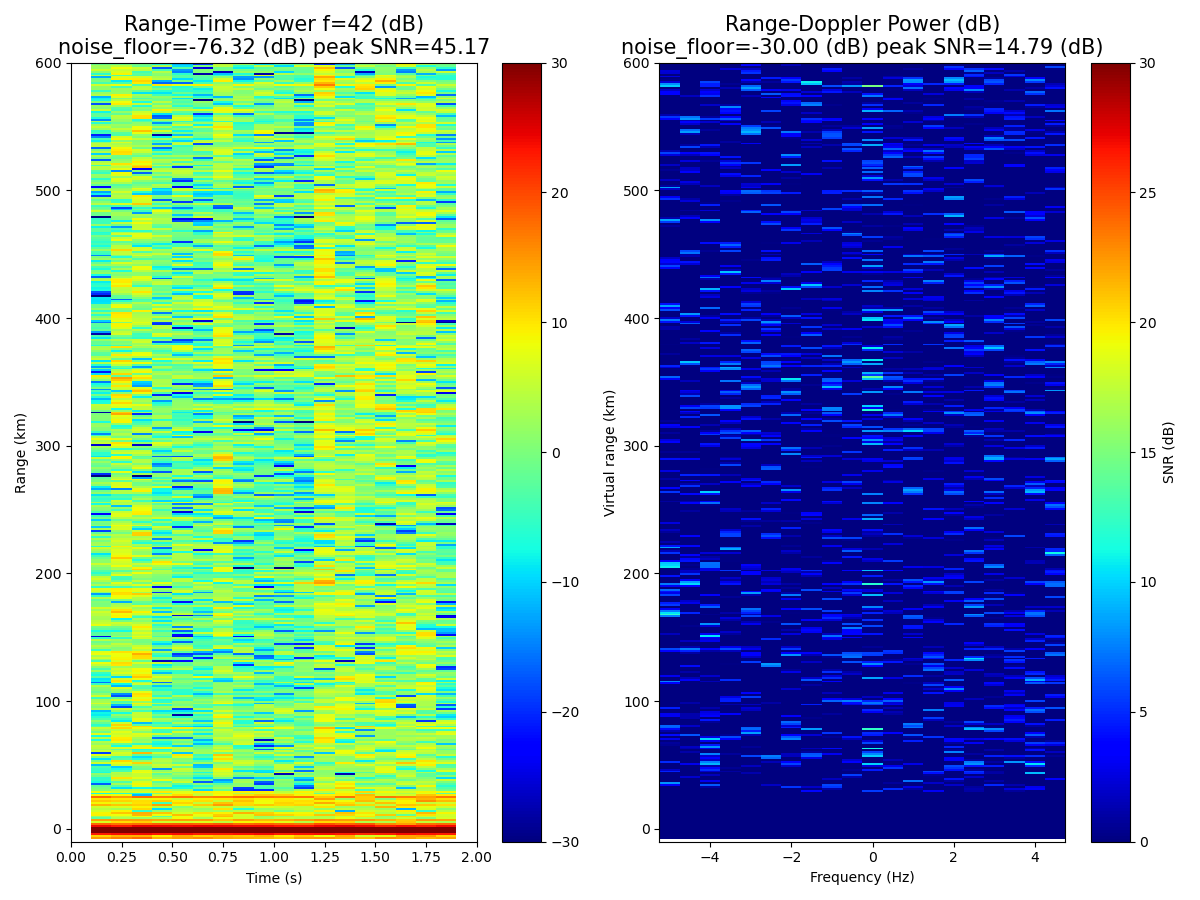 Range-Time Power f=42 (dB)
noise_floor=-76.32 (dB) peak SNR=45.17
Range-Doppler Power (dB)
noise_floor=-30.00 (dB) peak SNR=14.79 (dB)
600
500
400
300
200
100
0
Range (km)
0.00 0.25 0.50 0.75 1.00 1.25 1.50 1.75 2.00
Time (s)
30
20
10
0
−10
−20
−30
600
500
400
300
200
100
0
Virtual range (km)
−4 −2 0 2 4
Frequency (Hz)
30
25
20
15
10
5
0
SNR (dB)